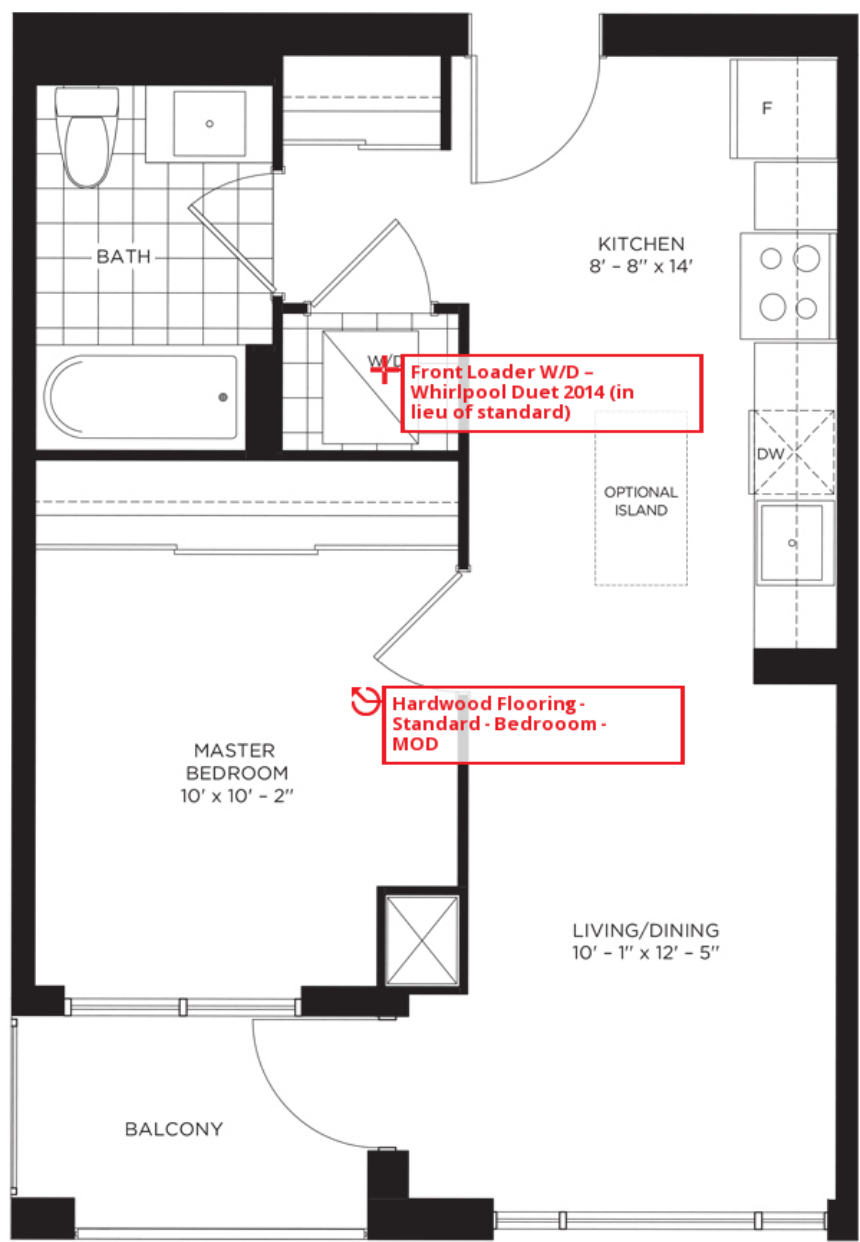 F
BATH
KITCHEN
8' – 8" x 14'
W/D
Front Loader W/D –
Whirlpool Duet 2014 (in
lieu of standard)
DW
OPTIONAL
ISLAND
Hardwood Flooring -
Standard - Bedrooom -
MOD
MASTER
BEDROOM
10' x 10' – 2"
LIVING/DINING
10' – 1" x 12' – 5"
BALCONY